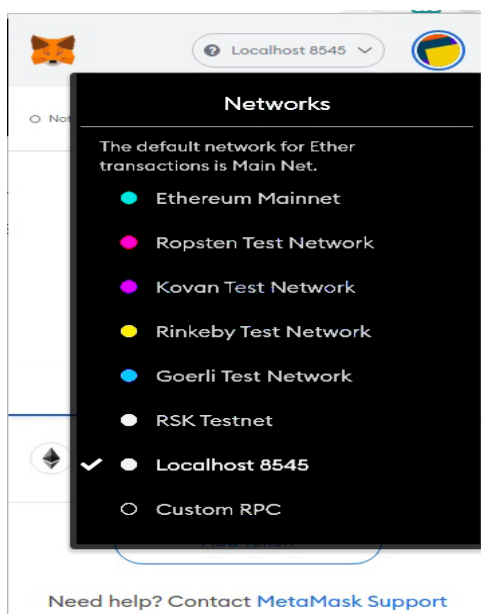 Localhost 8545
Not
Networks
The default network for Ether
transactions is Main Net.
Ethereum Mainnet
Ropsten Test Network
Kovan Test Network
Rinkeby Test Network
Goerli Test Network
RSK Testnet
Localhost 8545
Custom RPC
Need help? Contact MetaMask Support